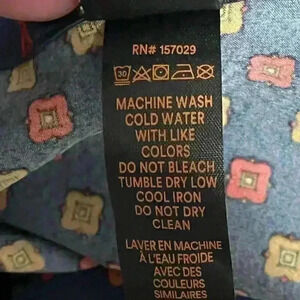 RN# 157029
30
MACHINE WASH
COLD WATER
WITH LIKE
COLORS
DO NOT BLEACH
TUMBLE DRY LOW
COOL IRON
DO NOT DRY
CLEAN
LAVER EN MACHINE
À L'EAU FROIDE
AVEC DES
COULEURS
SIMILAIRES